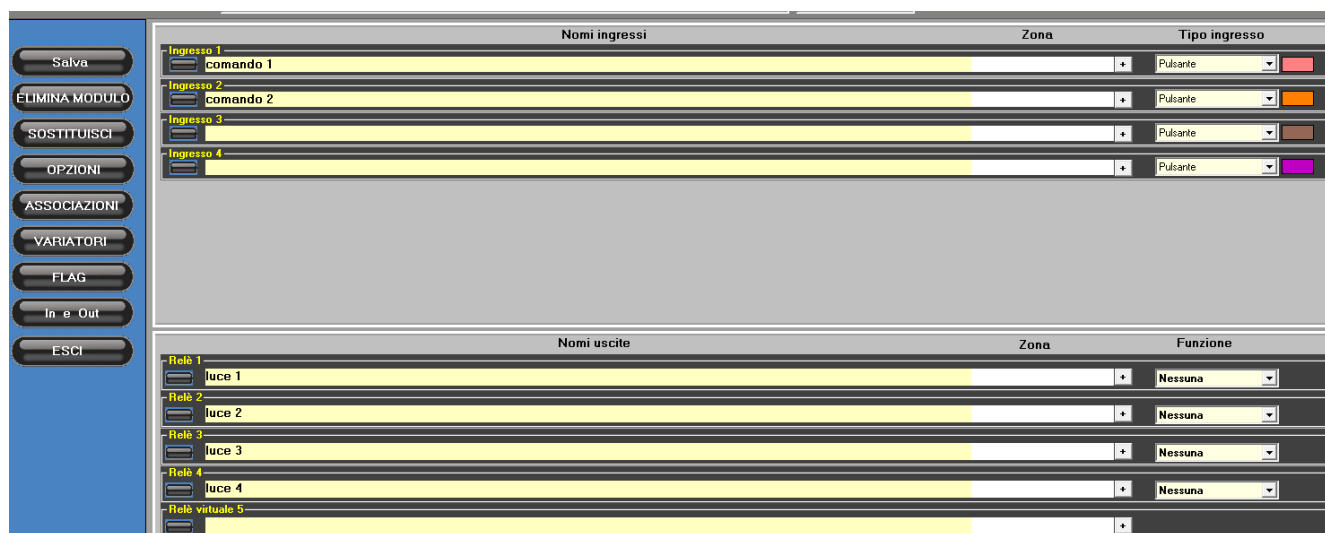 Nomi ingressi Zona Tipo ingresso
Ingresso 1
comando 1 + Pulsante
Ingresso 2
comando 2 + Pulsante
Ingresso 3
+ Pulsante
Ingresso 4
+ Pulsante
Salva
ELIMINA MODULO
SOSTITUISCI
OPZIONI
ASSOCIAZIONI
VARIATORI
FLAG
In e Out
ESCI
Nomi uscite Zona Funzione
Relè 1
luce 1 + Nessuna
Relè 2
luce 2 + Nessuna
Relè 3
luce 3 + Nessuna
Relè 4
luce 4 + Nessuna
Relè virtuale 5
+